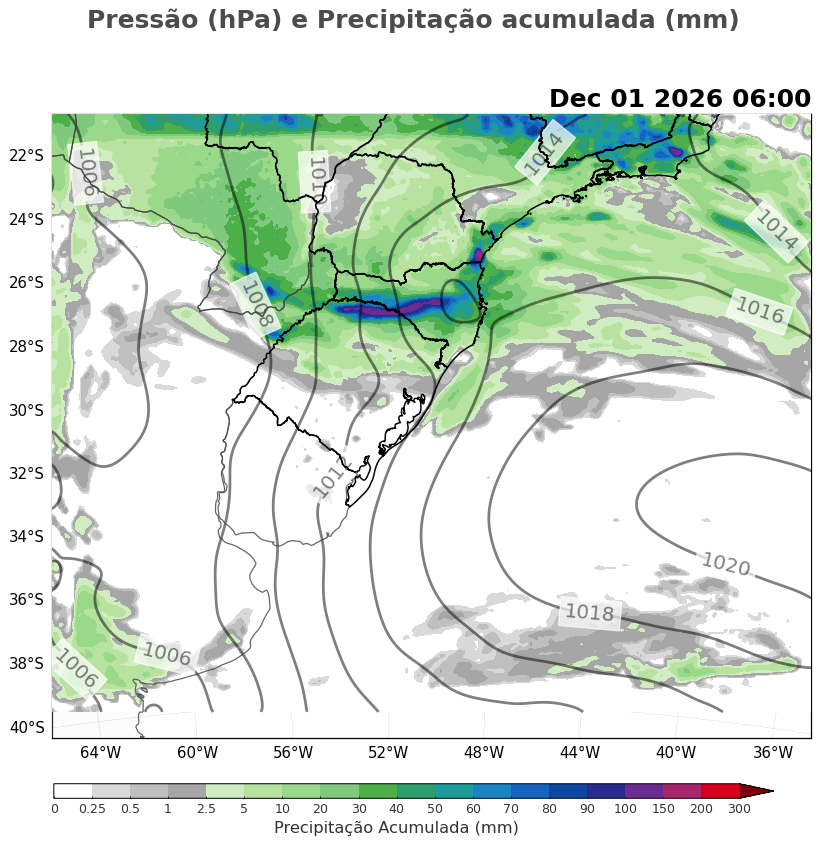 Pressão (hPa) e Precipitação acumulada (mm)
Dec 01 2026 06:00
22°S
24°S
26°S
28°S
30°S
32°S
34°S
36°S
38°S
40°S
1006
1014
1014
1008
1016
1020
1018
1006
1006
64°W 60°W 56°W 52°W 48°W 44°W 40°W 36°W
0 0.25 0.5 1 2.5 5 10 20 30 40 50 60 70 80 90 100 150 200 300
Precipitação Acumulada (mm)